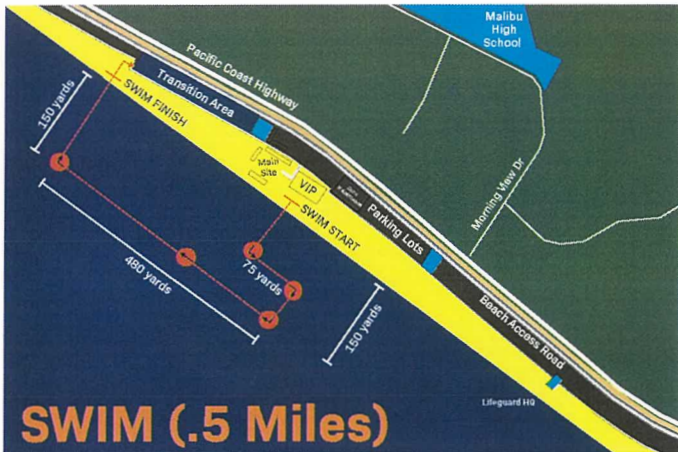 Malibu
High
School
Pacific Coast Highway
Transition Area
SWIM FINISH
150 yards
Main
Site
VIP
Parking Lots
Morning View Dr
SWIM START
75 yards
480 yards
150 yards
Beach Access Road
Lifeguard HQ
SWIM (.5 Miles)